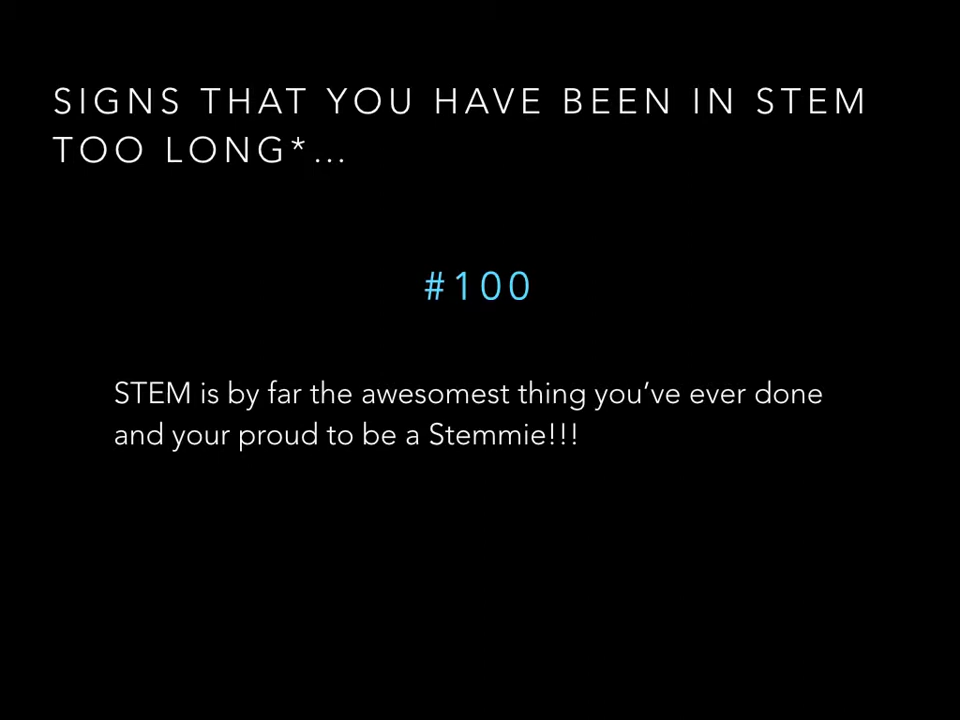 SIGNS THAT YOU HAVE BEEN IN STEM
TOO LONG*…
#100
STEM is by far the awesomest thing you’ve ever done
and your proud to be a Stemmie!!!